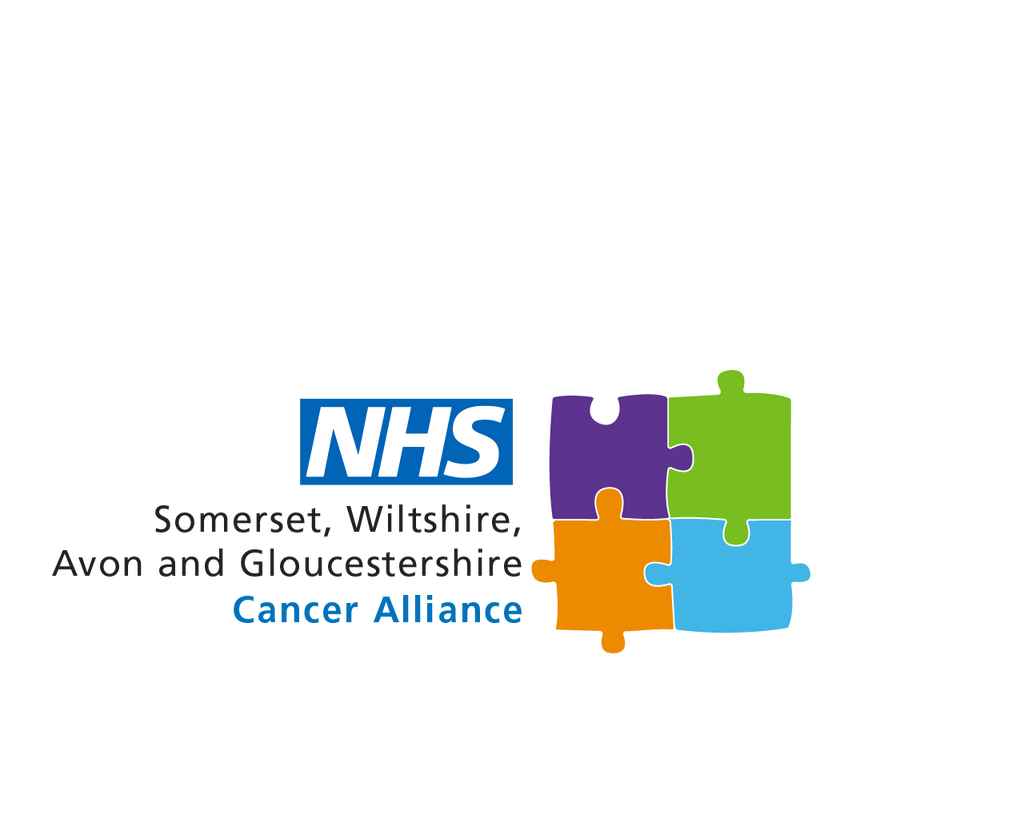 NHS
Somerset, Wiltshire,
Avon and Gloucestershire
Cancer Alliance